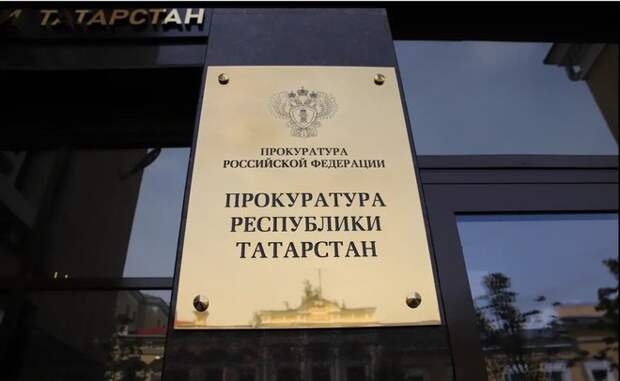 ТАТАРСТАН
ПРОКУРАТУРА
РОССИЙСКОЙ ФЕДЕРАЦИИ
ПРОКУРАТУРА
РЕСПУБЛИКИ
ТАТАРСТАН